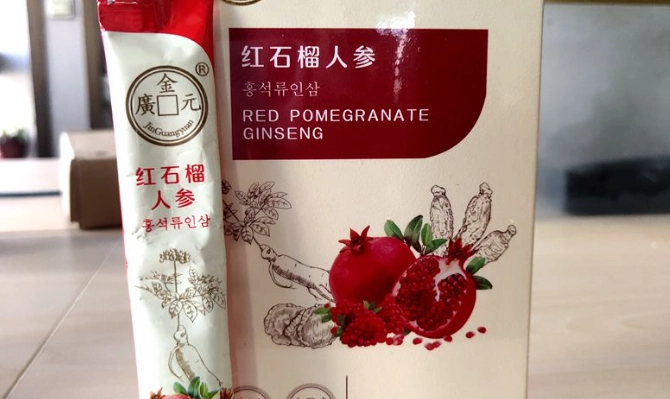 金
廣 元
®
JinGuangyuan
红石榴
人参
홍석류인삼
红石榴人参
홍석류인삼
RED POMEGRANATE
GINSENG